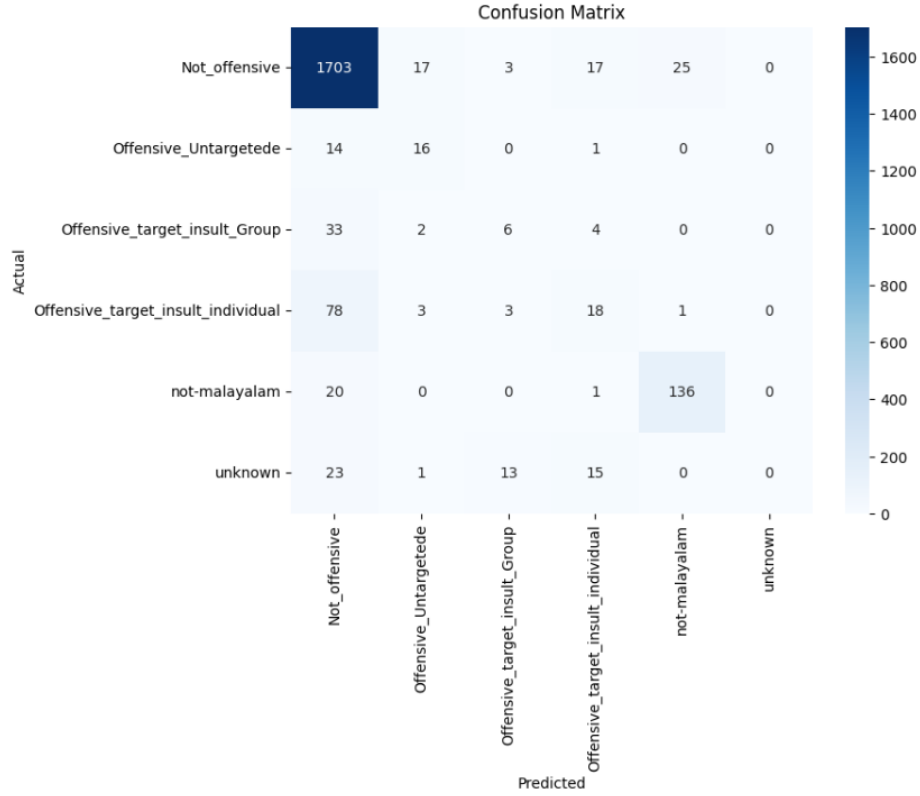 Confusion Matrix
Not_offensive 1703 17 3 17 25 0
Offensive_Untargetede 14 16 0 1 0 0
Offensive_target_insult_Group 33 2 6 4 0 0
Offensive_target_insult_individual 78 3 3 18 1 0
not-malayalam 20 0 0 1 136 0
unknown 23 1 13 15 0 0
Actual
Not_offensive
Offensive_Untargetede
Offensive_target_insult_Group
Offensive_target_insult_individual
not-malayalam
unknown
Predicted
1600
1400
1200
1000
800
600
400
200
0